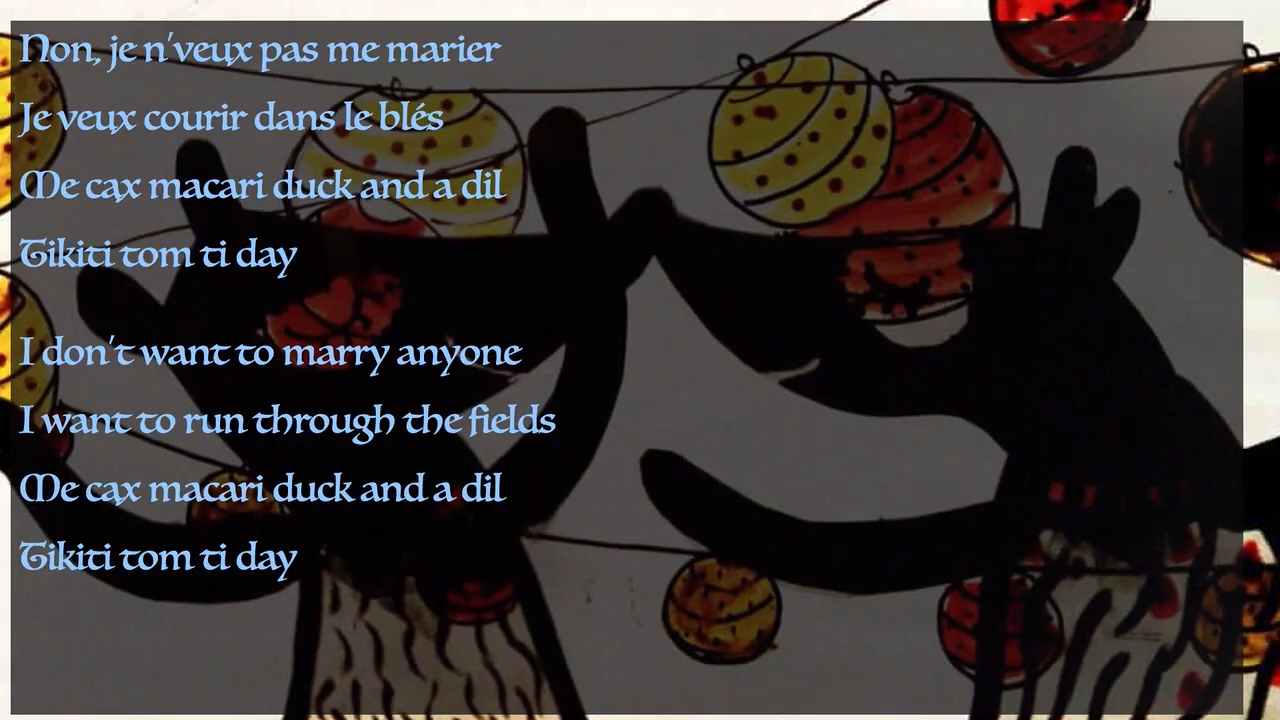 Non, je n'veux pas me marier
Je veux courir dans le blés
Me cax macari duck and a dil
Tikiti tom ti day
I don't want to marry anyone
I want to run through the fields
Me cax macari duck and a dil
Tikiti tom ti day